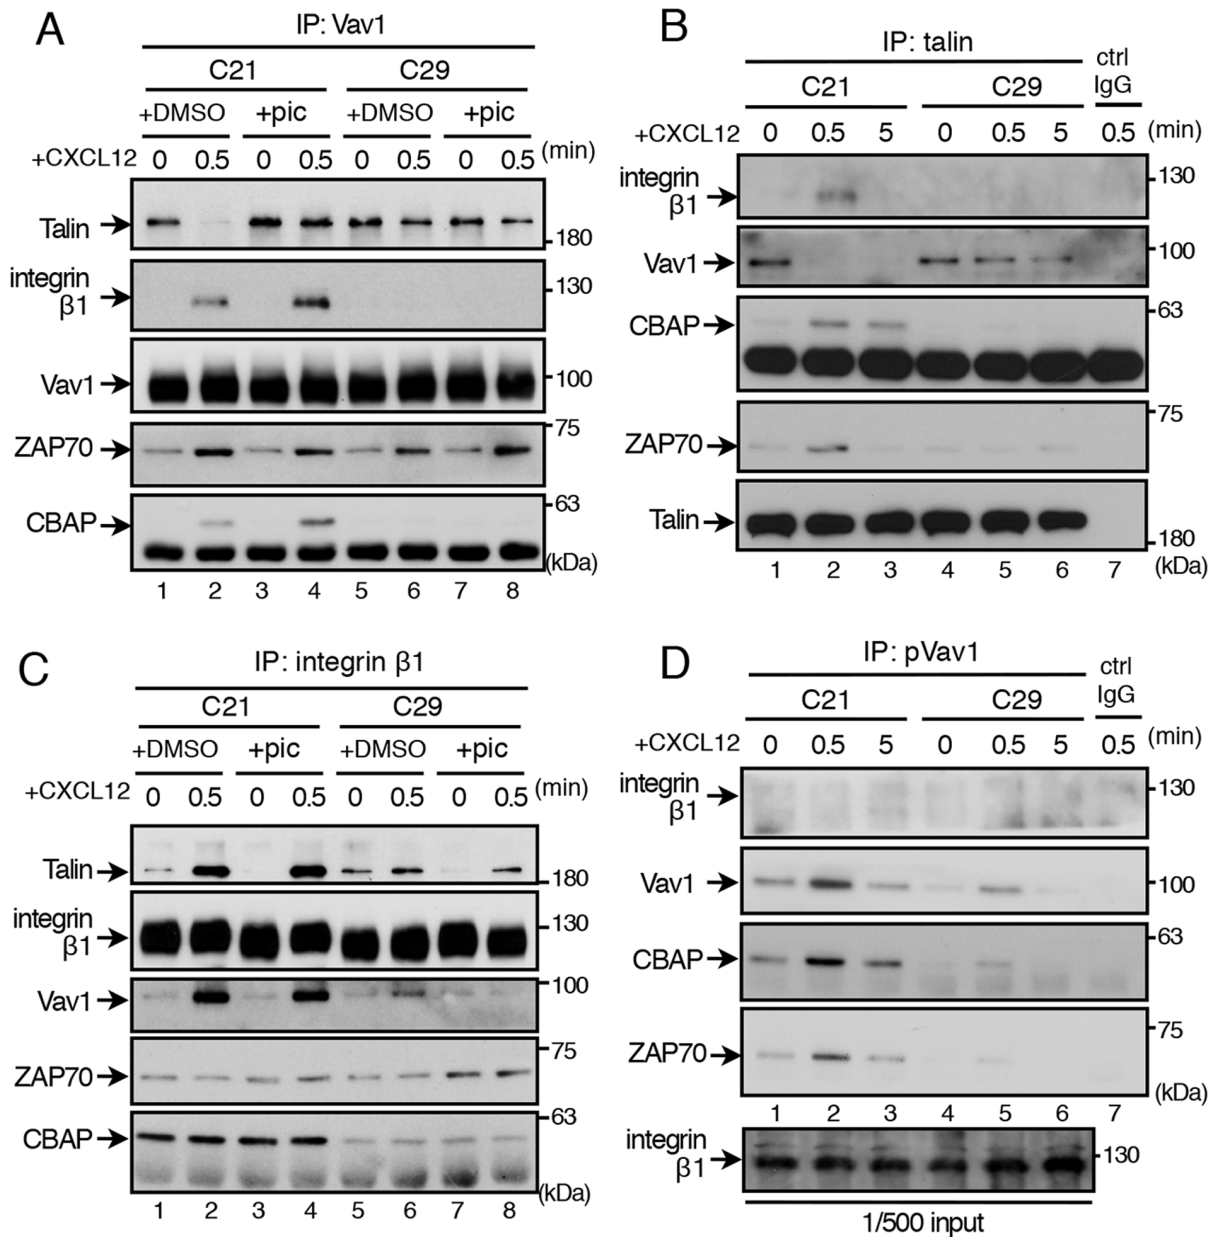 A
IP: Vav1
C21 C29
+DMSO +pic +DMSO +pic
+CXCL12 0 0.5 0 0.5 0 0.5 0 0.5 (min)
Talin 180
integrin β1 130
Vav1 100
ZAP70 75
CBAP 63
(kDa)
1 2 3 4 5 6 7 8
B
IP: talin
ctrl IgG
C21 C29
+CXCL12 0 0.5 5 0 0.5 5 0.5 (min)
integrin β1 130
Vav1 100
CBAP 63
ZAP70 75
Talin 180
1 2 3 4 5 6 7 (kDa)
C
IP: integrin β1
C21 C29
+DMSO +pic +DMSO +pic
+CXCL12 0 0.5 0 0.5 0 0.5 0 0.5 (min)
Talin 180
integrin β1 130
Vav1 100
ZAP70 75
CBAP 63
(kDa)
1 2 3 4 5 6 7 8
D
IP: pVav1
ctrl IgG
C21 C29
+CXCL12 0 0.5 5 0 0.5 5 0.5 (min)
integrin β1 130
Vav1 100
CBAP 63
ZAP70 75
(kDa)
1 2 3 4 5 6 7
integrin β1 130
1/500 input